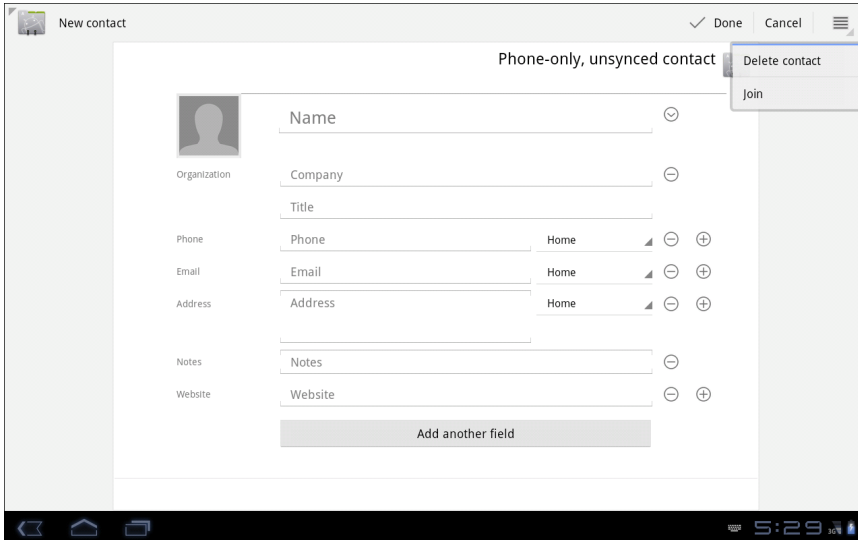 New contact
Done
Cancel
Phone-only, unsynced contact
Delete contact
Join
Name
Organization
Company
Title
Phone
Phone
Home
Email
Email
Home
Address
Address
Home
Notes
Notes
Website
Website
Add another field
5:29
3G